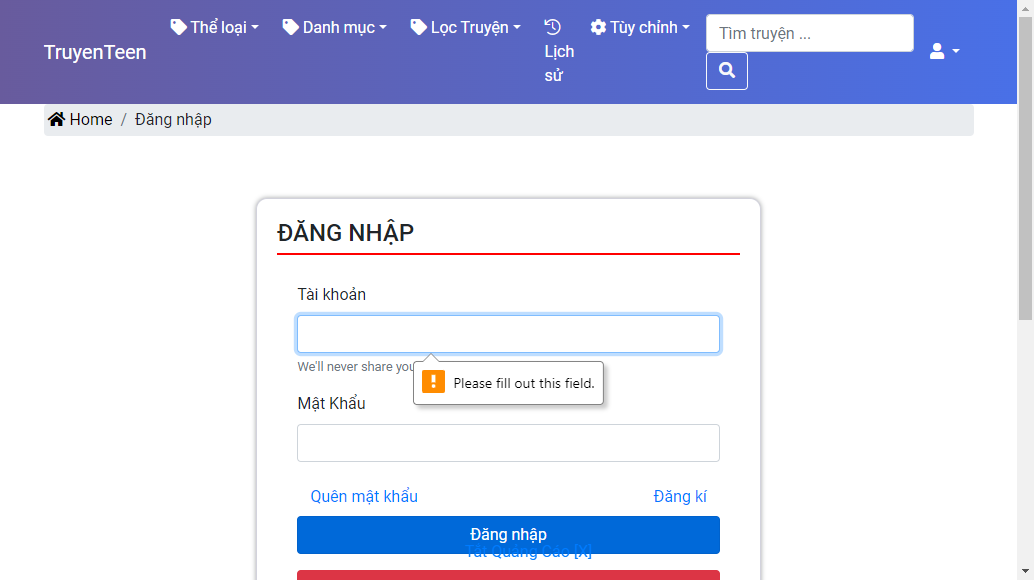 TruyenTeen
Thể loại
Danh mục
Lọc Truyện
Lịch
sử
Tùy chỉnh
Tìm truyện ...
Home / Đăng nhập
ĐĂNG NHẬP
Tài khoản
We'll never share you
Please fill out this field.
Mật Khẩu
Quên mật khẩu
Đăng kí
Đăng nhập
Tắt Quảng Cáo [X]